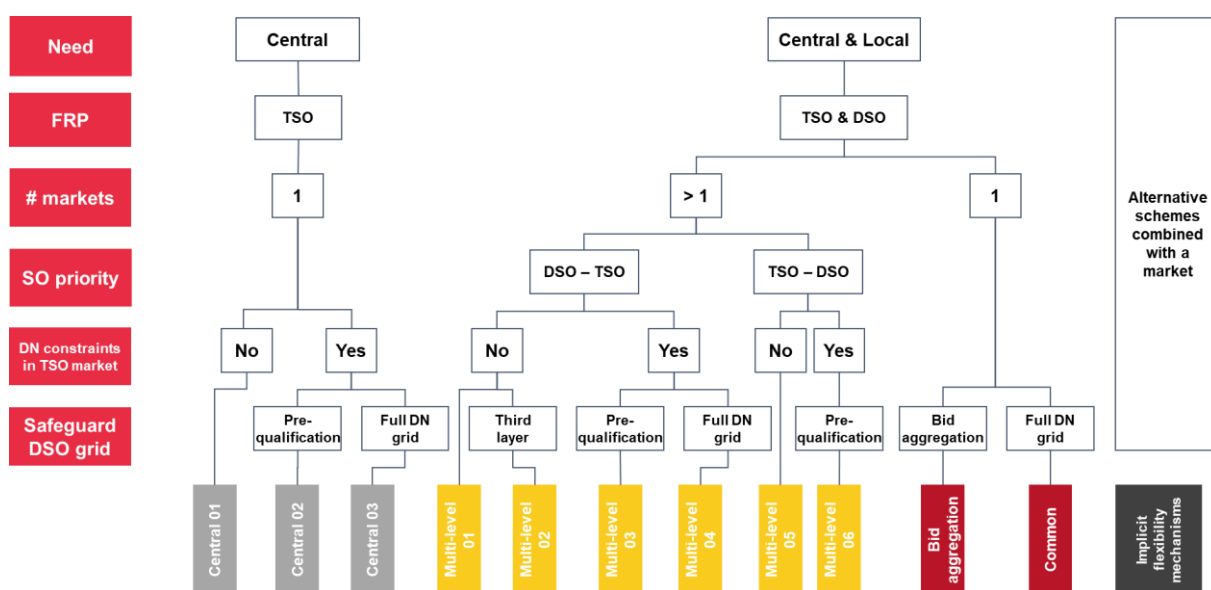 Need
Central
Central & Local
FRP
TSO
TSO & DSO
# markets
1
> 1
1
Alternative
schemes
combined
with a
market
SO priority
DSO – TSO
TSO – DSO
DN constraints
in TSO market
No
Yes
No
Yes
No
Yes
Safeguard
DSO grid
Pre-
qualification
Full DN
grid
Third
layer
Pre-
qualification
Full DN
grid
Pre-
qualification
Bid
aggregation
Full DN
grid
Central 01
Central 02
Central 03
Multi-level
01
Multi-level
02
Multi-level
03
Multi-level
04
Multi-level
05
Multi-level
06
Bid
aggregation
Common
Implicit
flexibility
mechanisms